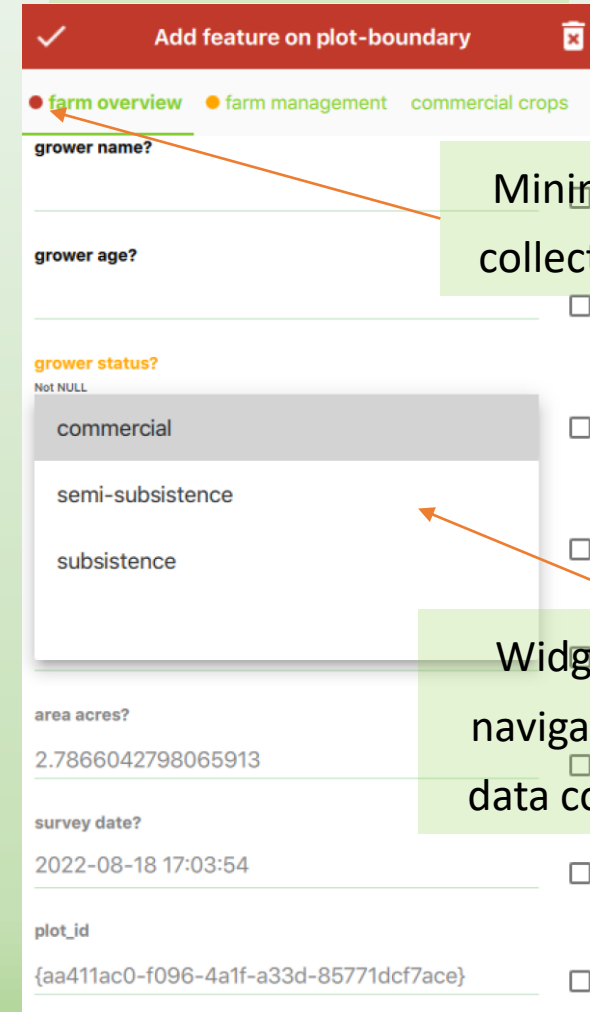 Add feature on plot-boundary
farm overview farm management commercial crops
grower name?
grower age?
collect
grower status?
Not NULL
commercial
semi-subsistence
subsistence
naviga
data co
area acres?
2.7866042798065913
survey date?
2022-08-18 17:03:54
plot_id
{aa411ac0-f096-4a1f-a33d-85771dcf7ace}